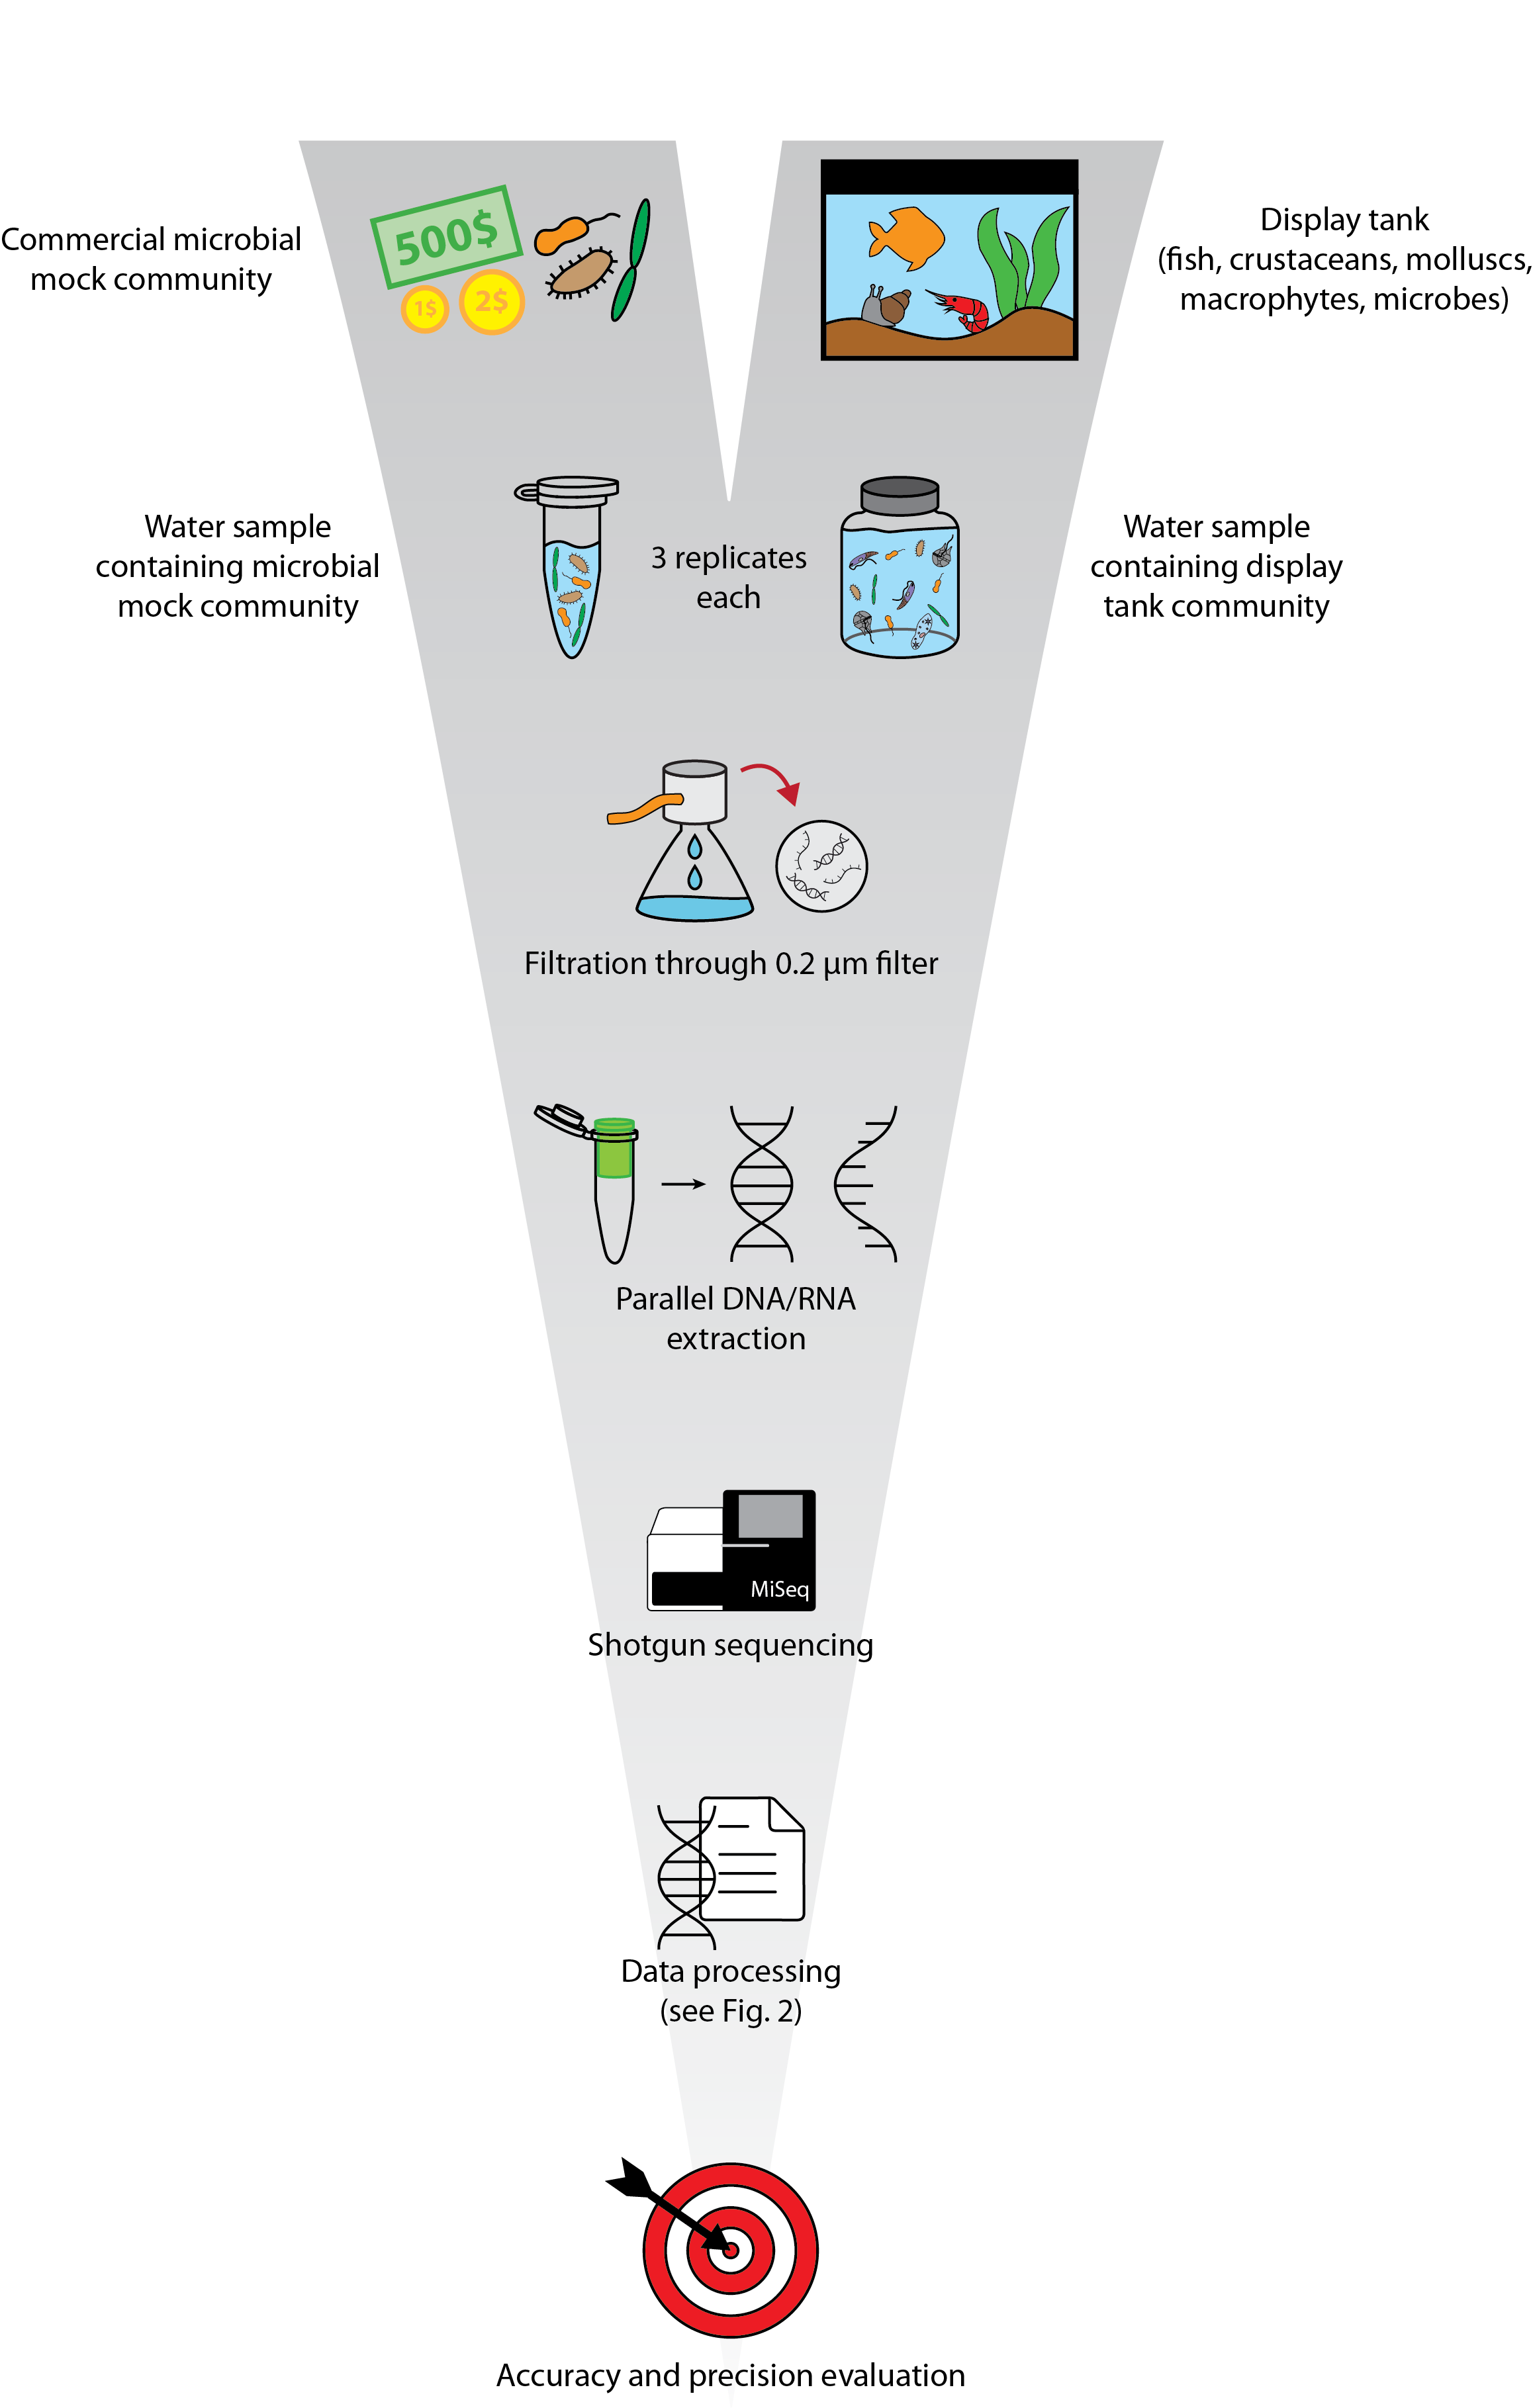 Commercial microbial
mock community
500$
1$
2$
Display tank
(fish, crustaceans, molluscs,
macrophytes, microbes)
Water sample
containing microbial
mock community
3 replicates
each
Water sample
containing display
tank community
Filtration through 0.2 µm filter
Parallel DNA/RNA
extraction
MiSeq
Shotgun sequencing
Data processing
(see Fig. 2)
Accuracy and precision evaluation